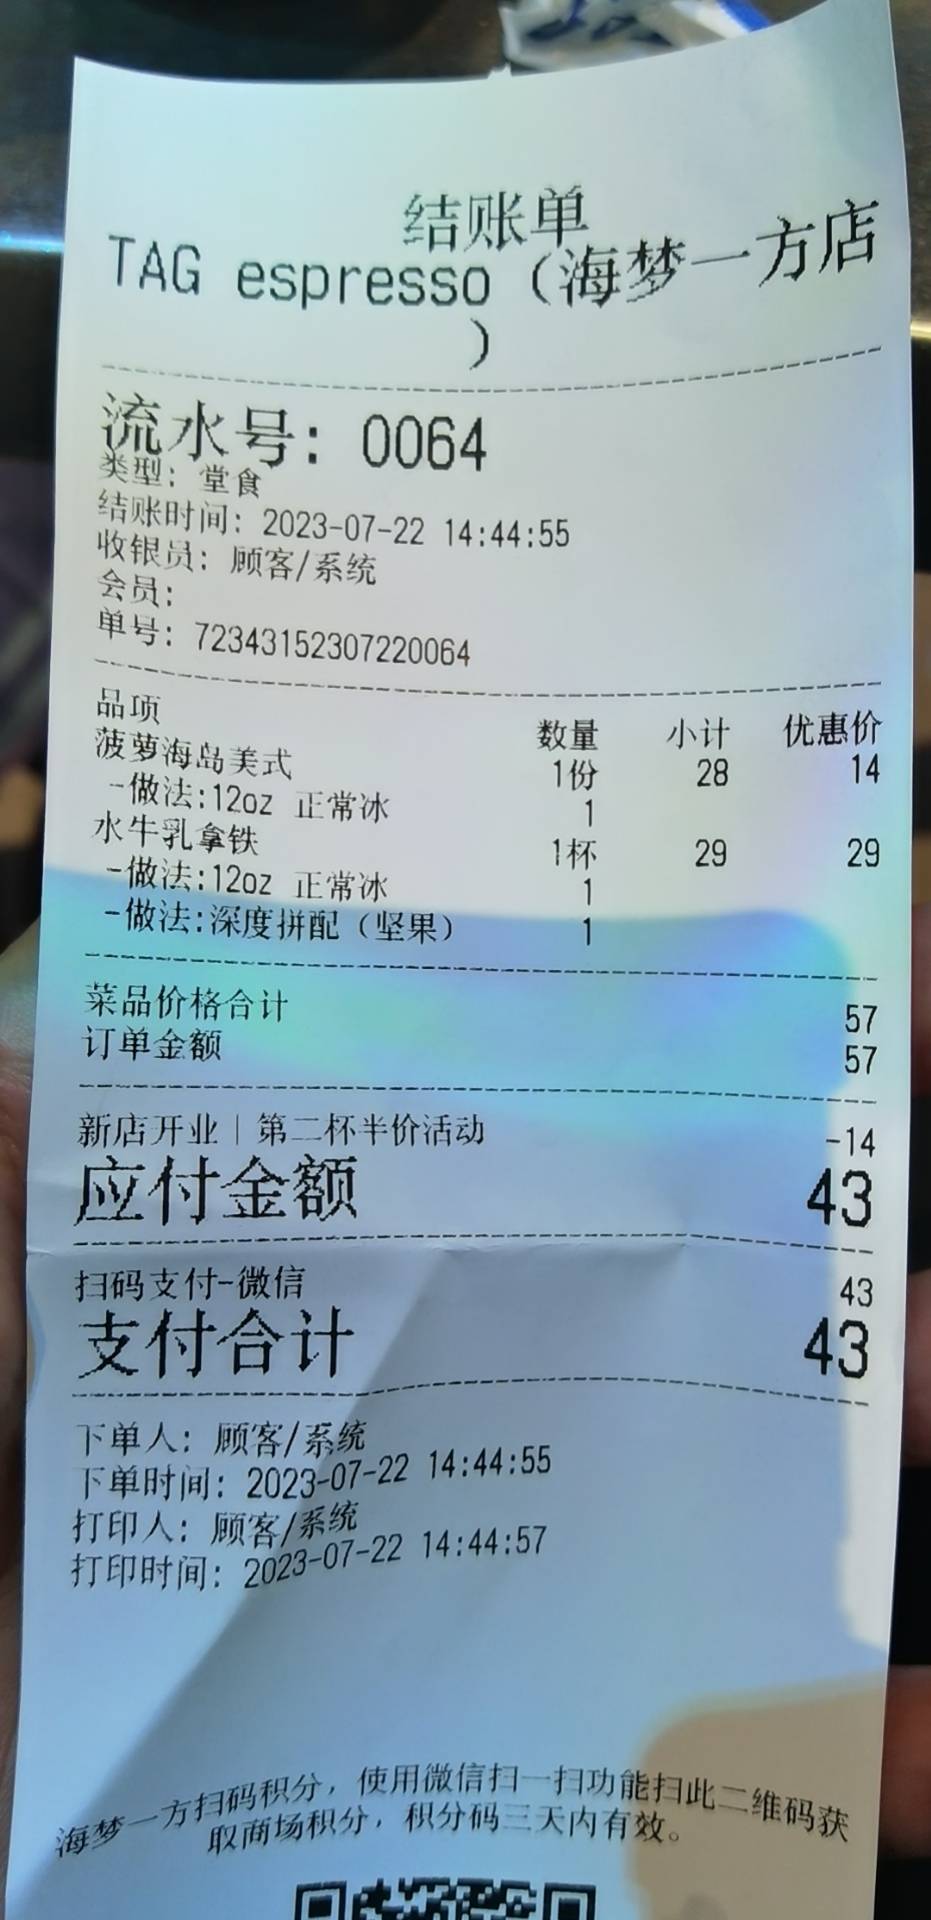 结账单
TAG espresso（海梦一方店
）
流水号：0064
类型：堂食
结账时间：2023-07-22 14:44:55
收银员：顾客/系统
会员：
单号：72343152307220064
品项 数量 小计 优惠价
菠萝海岛美式 1份 28 14
-做法:12oz 正常冰 1
水牛乳拿铁 1杯 29 29
-做法:12oz 正常冰 1
-做法:深度拼配（坚果） 1
菜品价格合计 57
订单金额 57
新店开业|第二杯半价活动 -14
应付金额 43
扫码支付-微信 43
支付合计 43
下单人：顾客/系统
下单时间：2023-07-22 14:44:55
打印人：顾客/系统
打印时间：2023-07-22 14:44:57
海梦一方扫码积分，使用微信扫一扫功能扫此二维码获
取商场积分，积分码三天内有效。